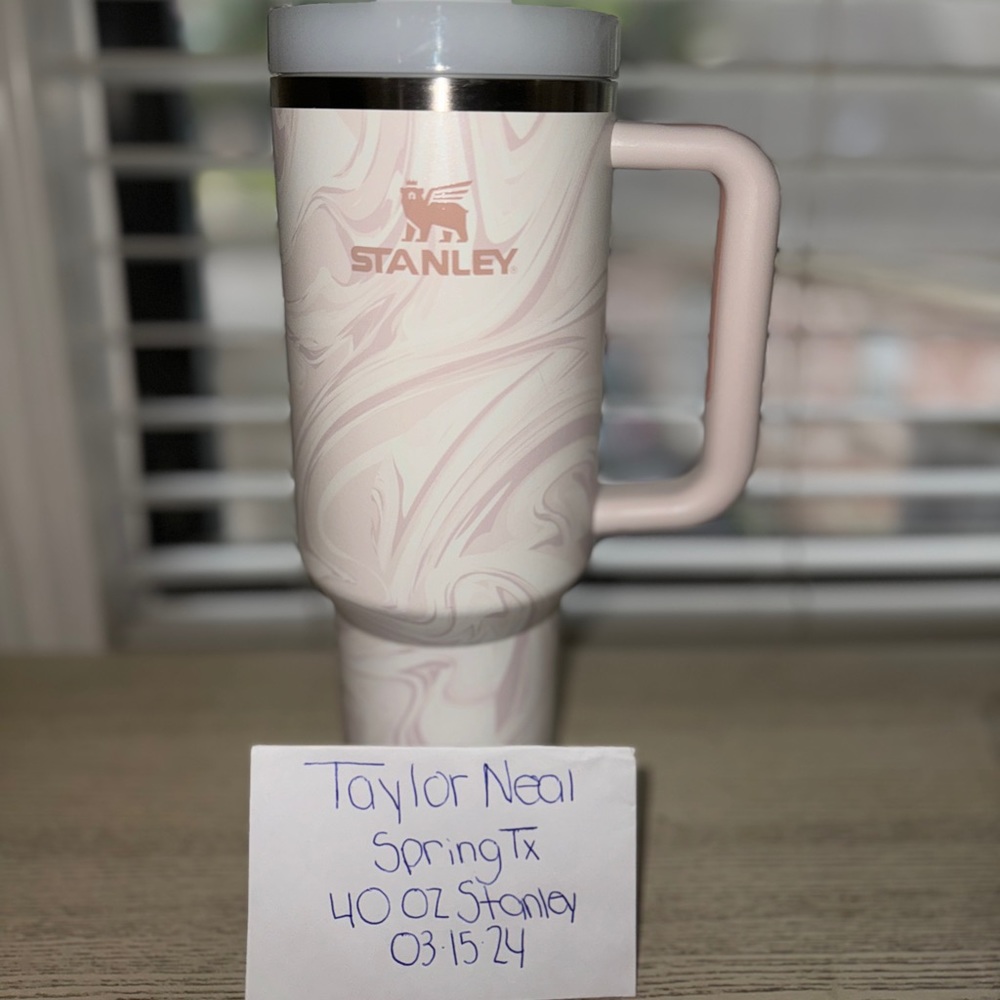 STANLEY
Taylor Neal
Spring Tx
40 OZ Stanley
03·15·24